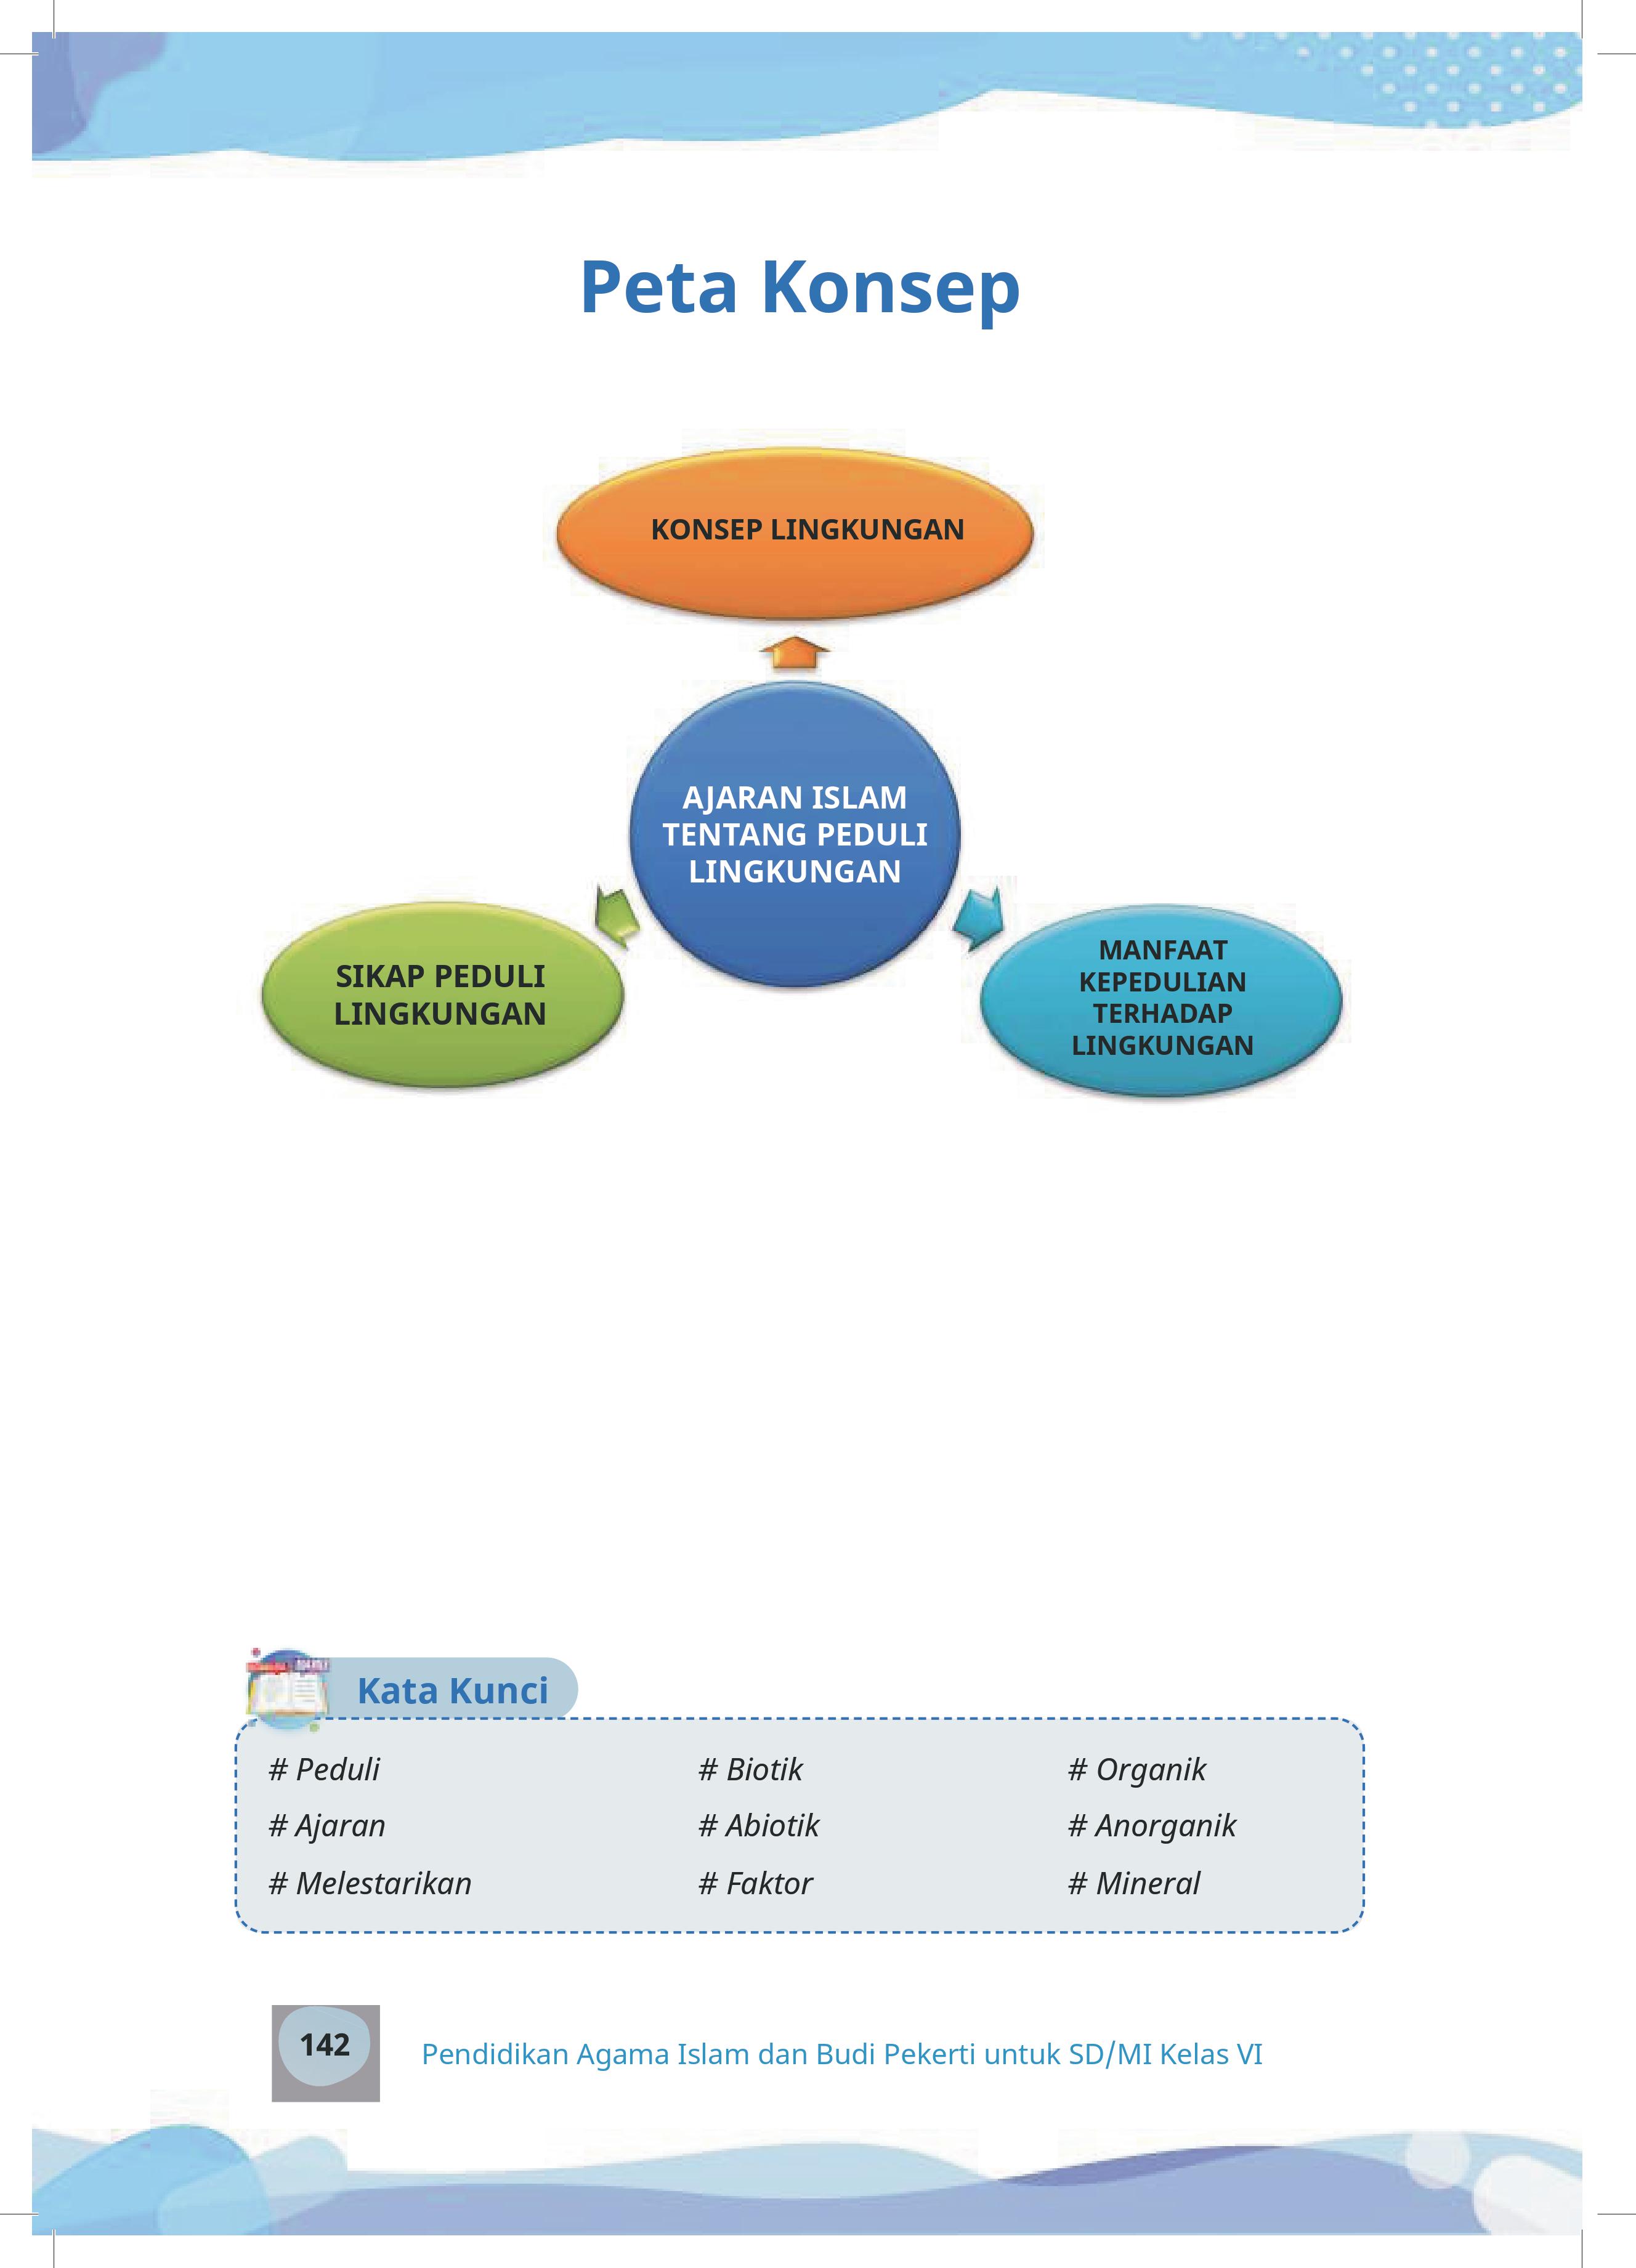 Peta Konsep
KONSEP LINGKUNGAN
AJARAN ISLAM
TENTANG PEDULI
LINGKUNGAN
SIKAP PEDULI
LINGKUNGAN
MANFAAT
KEPEDULIAN
TERHADAP
LINGKUNGAN
Kata Kunci
# Peduli
# Ajaran
# Melestarikan
# Biotik
# Abiotik
# Faktor
# Organik
# Anorganik
# Mineral
142
Pendidikan Agama Islam dan Budi Pekerti untuk SD/MI Kelas VI